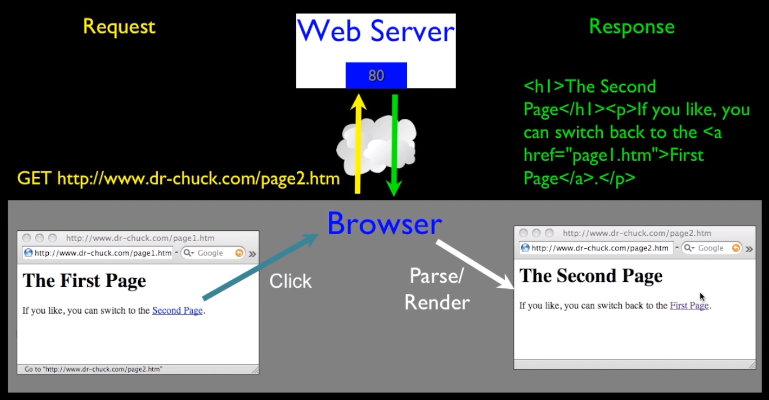 Request
Web Server
Response
80
<h1>The Second
Page</h1><p>If you like, you
can switch back to the <a
href="page1.htm">First
Page</a>.</p>
GET http://www.dr-chuck.com/page2.htm
Browser
http://www.dr-chuck.com/page1.htm
http://www.dr-chuck.com/page1.htm
Google
The First Page
If you like, you can switch to the Second Page.
Go to "http://www.dr-chuck.com/page2.htm"
Click
Parse/
Render
http://www.dr-chuck.com/page2.htm
http://www.dr-chuck.com/page2.htm
Google
The Second Page
If you like, you can switch back to the First Page.